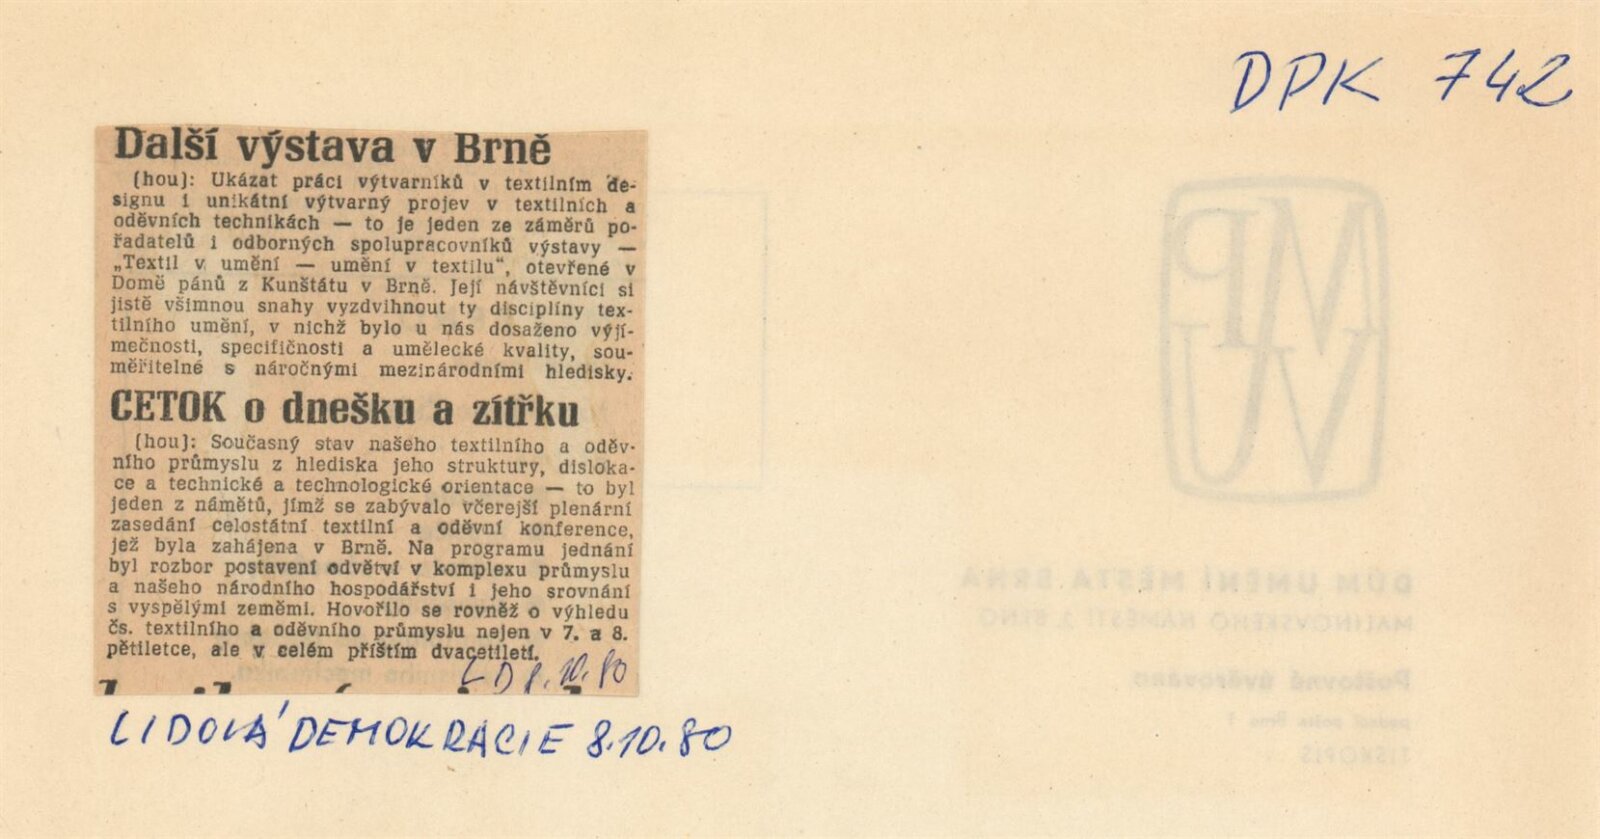 DPK 742
Další výstava v Brně
(hou): Ukázat práci výtvarníků v textilním de-
signu i unikátní výtvarný projev v textilních a
oděvních technikách — to je jeden ze záměrů po-
řadatelů i odborných spolupracovníků výstavy —
„Textil v umění — umění v textilu“, otevřené v
Domě pánů z Kunštátu v Brně. Její návštěvníci si
jistě všimnou snahy vyzdvihnout ty disciplíny tex-
tilního umění, v nichž bylo u nás dosaženo výji-
mečnosti, specifičnosti a umělecké kvality, sou-
měřitelné s náročnými mezinárodními hledisky.
CETOK o dnešku a zítřku
(hou): Současný stav našeho textilního a oděv-
ního průmyslu z hlediska jeho struktury, disloka-
ce a technické a technologické orientace — to byl
jeden z námětů, jímž se zabývalo včerejší plenární
zasedání celostátní textilní a oděvní konference,
jež byla zahájena v Brně. Na programu jednání
byl rozbor postavení odvětví v komplexu průmyslu
a našeho národního hospodářství i jeho srovnání
s vyspělými zeměmi. Hovořilo se rovněž o výhledu
čs. textilního a oděvního průmyslu nejen v 7. a 8.
pětiletce, ale v celém příštím dvacetiletí.
LD 8.10.80
LIDOVÁ DEMOKRACIE 8.10.80
DŮM UMĚNÍ MĚSTA BRNA
MALINOVSKÉHO NÁMĚSTÍ 2, BRNO
Poštovné úvěrováno
podací pošta Brno 1
TISKOPIS